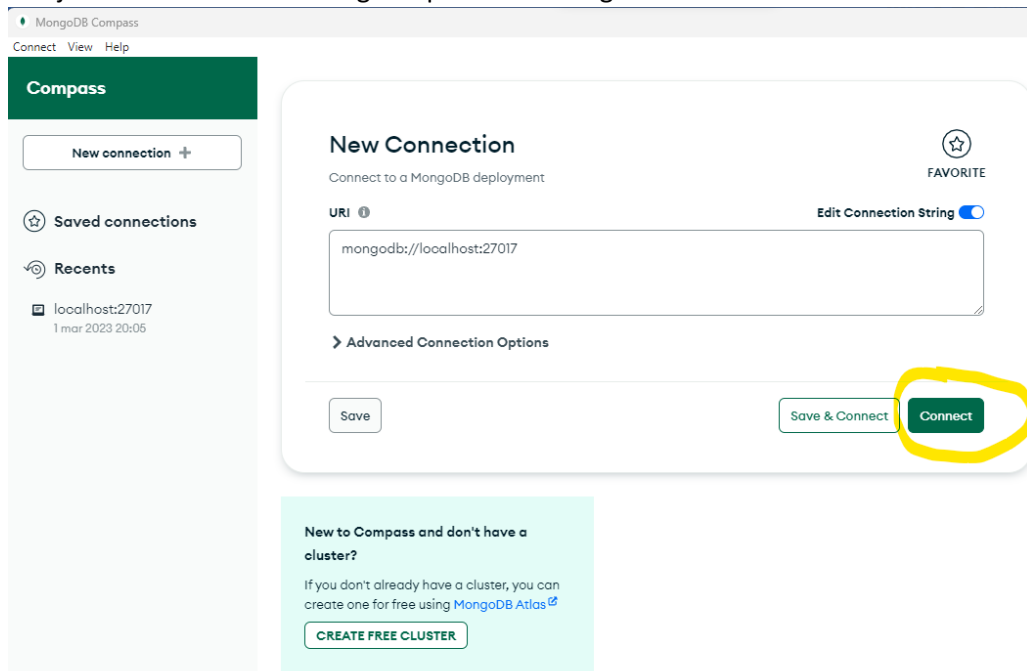 MongoDB Compass
Connect View Help
Compass
New connection +
Saved connections
Recents
localhost:27017
1 mar 2023 20:05
New Connection
Connect to a MongoDB deployment
FAVORITE
URI
Edit Connection String
mongodb://localhost:27017
Advanced Connection Options
Save
Save & Connect
Connect
New to Compass and don't have a
cluster?
If you don't already have a cluster, you can
create one for free using MongoDB Atlas
CREATE FREE CLUSTER